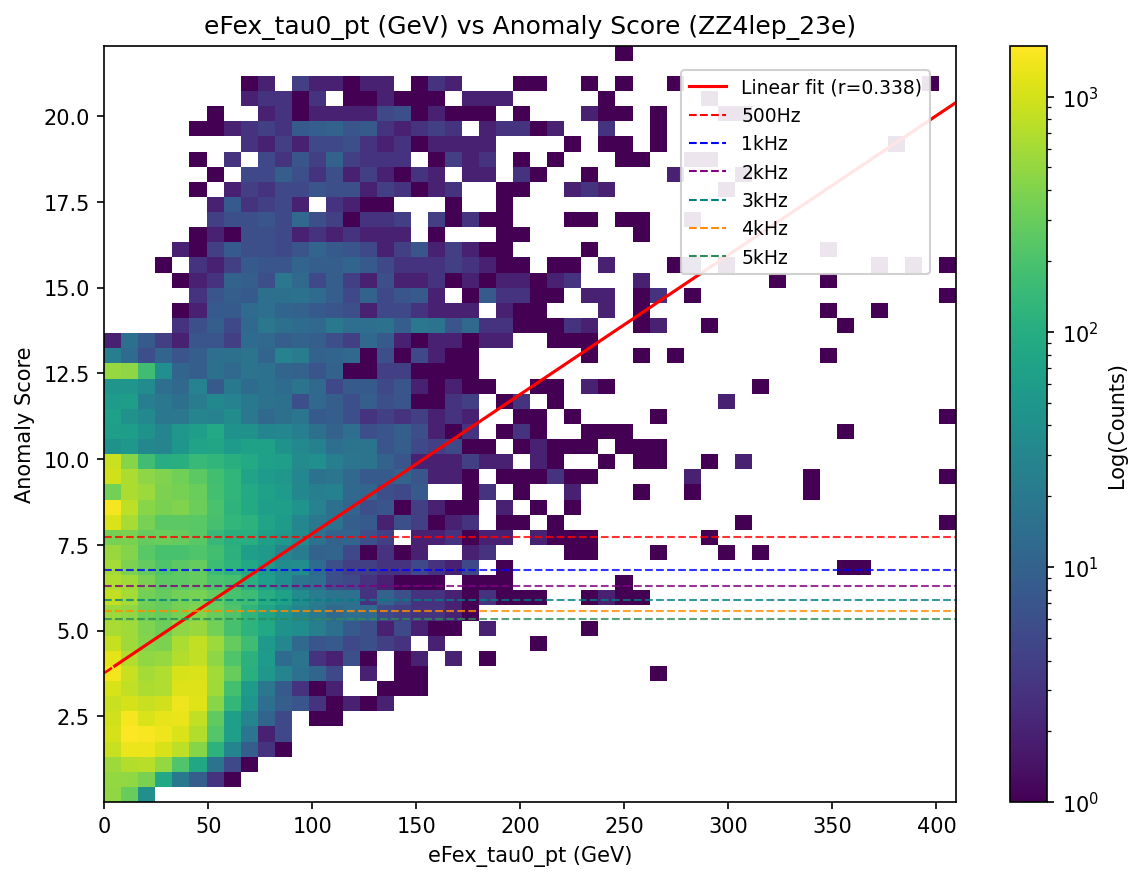 eFex_tau0_pt (GeV) vs Anomaly Score (ZZ4lep_23e)
Linear fit (r=0.338)
500Hz
1kHz
2kHz
3kHz
4kHz
5kHz
Anomaly Score
20.0
17.5
15.0
12.5
10.0
7.5
5.0
2.5
0
50
100
150
200
250
300
350
400
eFex_tau0_pt (GeV)
10³
10²
10¹
10⁰
Log(Counts)